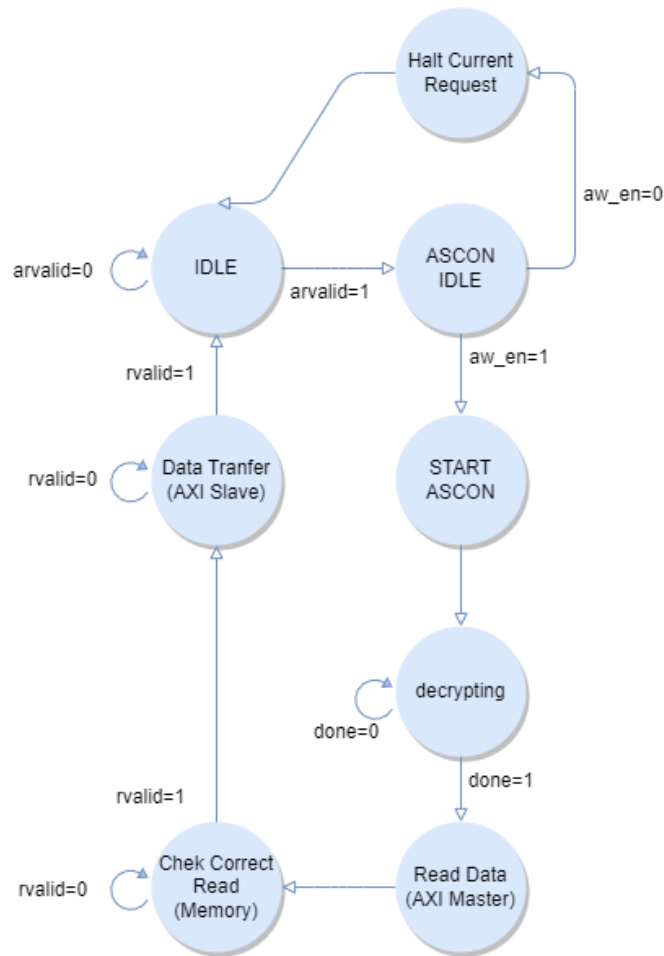 Halt Current
Request
aw_en=0
arvalid=0
IDLE
arvalid=1
ASCON
IDLE
rvalid=1
aw_en=1
rvalid=0
Data Tranfer
(AXI Slave)
START
ASCON
decrypting
done=0
done=1
rvalid=1
rvalid=0
Chek Correct
Read
(Memory)
Read Data
(AXI Master)